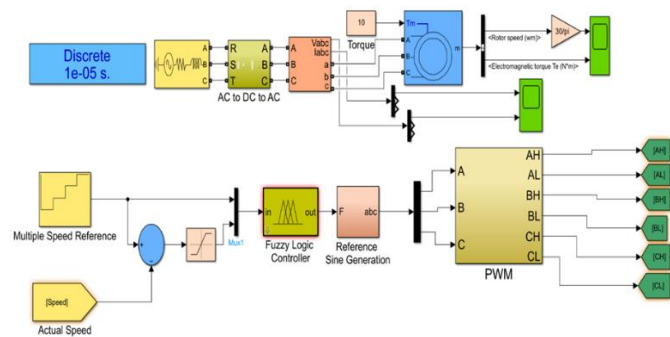 Discrete
1e-05 s.
A
B
C
R
S
T
A
B
C
AC to DC to AC
A
B
C
Vabc
Iabc
a
b
c
10
Torque
Tm
A
B
C
m
<Rotor speed (wm)>
30/pi
<Electromagnetic torque Te (N*m)>
Multiple Speed Reference
[Speed]
Actual Speed
Mux1
in
out
Fuzzy Logic
Controller
F
abc
Reference
Sine Generation
A
B
C
AH
AL
BH
BL
CH
CL
PWM
[AH]
[AL]
[BH]
[BL]
[CH]
[CL]